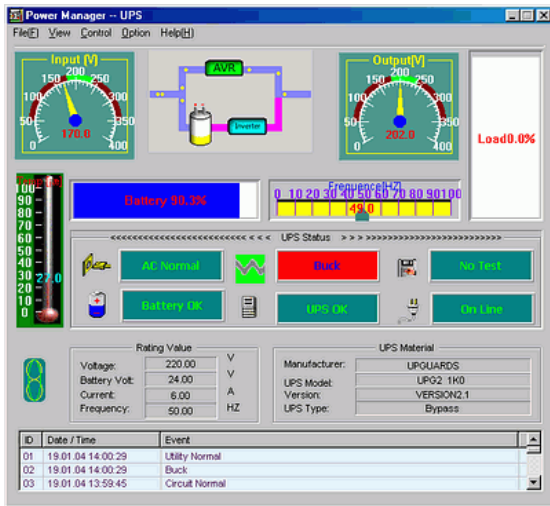 Power Manager -- UPS
File(F) View Control Option Help(H)
Input (V)
150 200 250
100
50
0 400
170.0
AVR
Inverter
Output(V)
150 200 250
100
50
0 400
202.0
Load0.0%
100
90
80
70
60
50
40
30
20
10
0
27.0
Battery 90.3%
Frequence(HZ)
0 10 20 30 40 50 60 70 80 90 100
49.0
<<<<<<<<<<<<<<<<<<<<<<<<<<< < < < UPS Status > > > >>>>>>>>>>>>>>>>>>>>>>>>>>>
AC Normal
Buck
No Test
Battery OK
UPS OK
On Line
Rating Value
Voltage: 220.00 V
Battery Volt: 24.00 V
Current: 6.00 A
Frequency: 50.00 HZ
UPS Material
Manufacturer: UPGUARDS
UPS Model: UPG2 1K0
Version: VERSION2.1
UPS Type: Bypass
ID Date / Time Event
01 19.01.04 14:00:29 Utility Normal
02 19.01.04 14:00:29 Buck
03 19.01.04 13:59:45 Circuit Normal